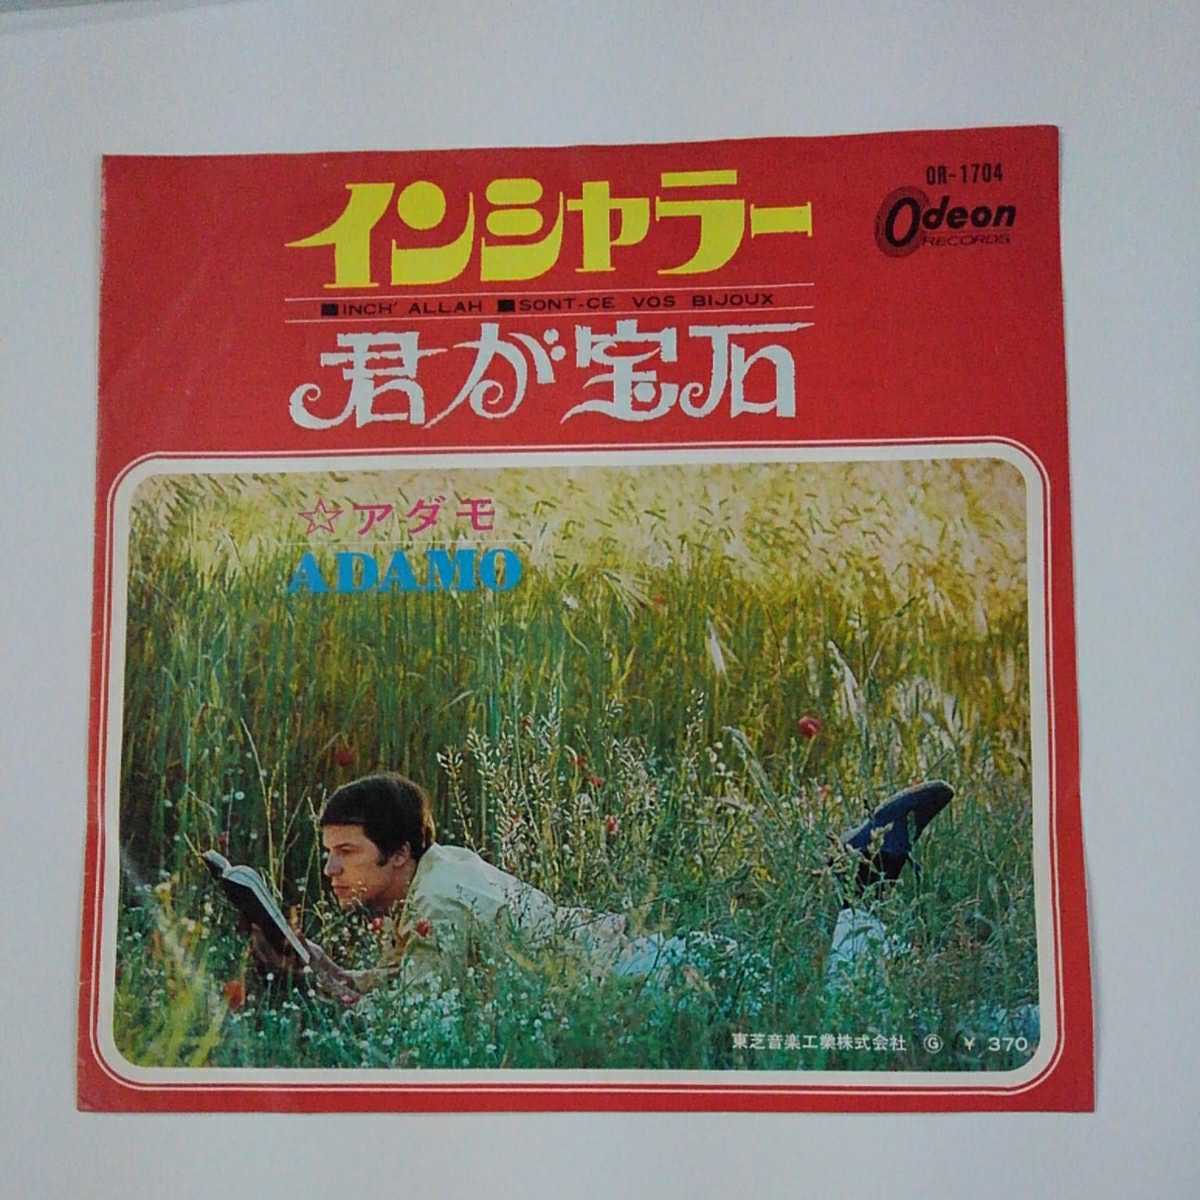 OR-1704
Odeon
RECORDS
インシャラー
■INCH' ALLAH ■SONT-CE VOS BIJOUX
君が宝石
☆アダモ
ADAMO
東芝音楽工業株式会社 Ⓖ ¥ 370